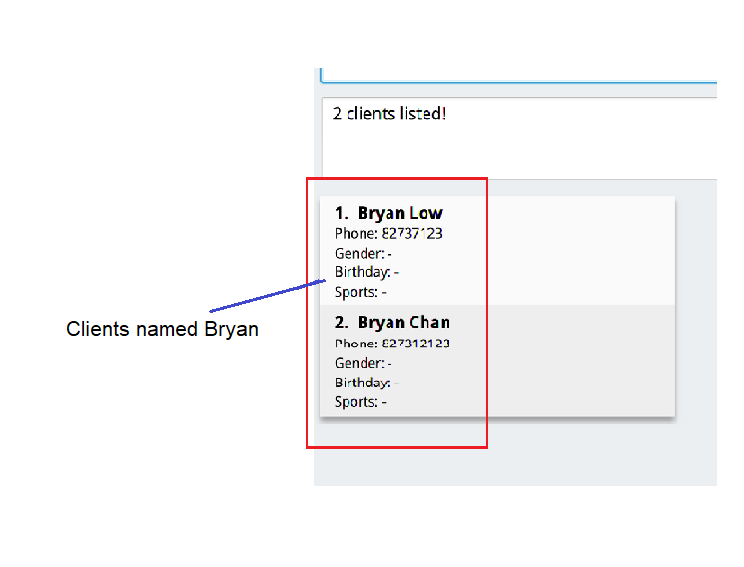 2 clients listed!
1. Bryan Low
Phone: 82737123
Gender: -
Birthday: -
Sports: -
Clients named Bryan
2. Bryan Chan
Phone: 827312123
Gender: -
Birthday: -
Sports: -